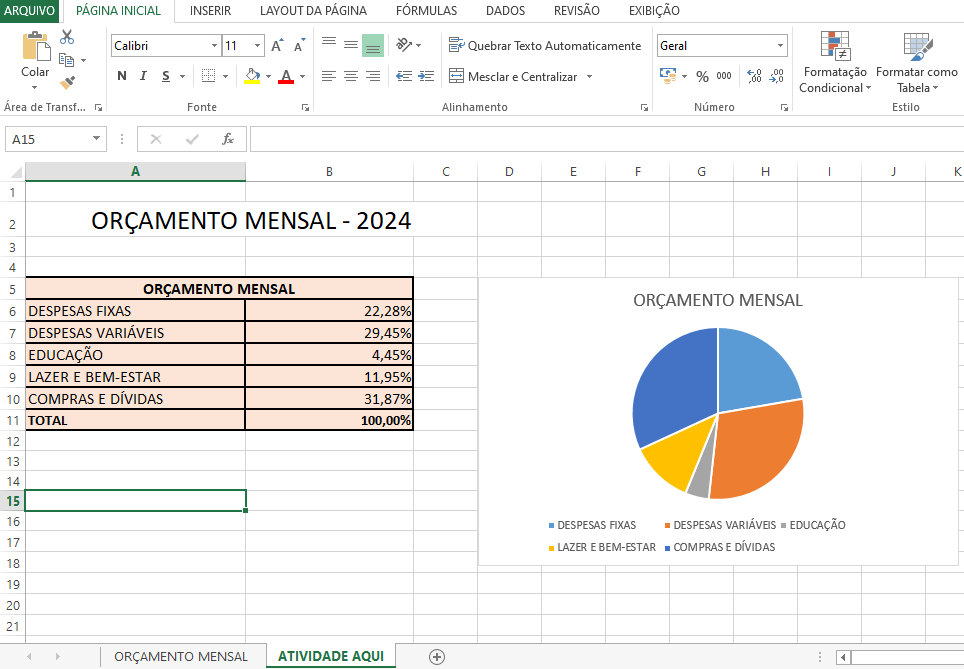 ARQUIVO PÁGINA INICIAL INSERIR LAYOUT DA PÁGINA FÓRMULAS DADOS REVISÃO EXIBIÇÃO
Calibri 11 Quebrar Texto Automaticamente Geral
Colar N I S A Mesclar e Centralizar % 000 Formatação Condicional Formatar como Tabela
Área de Transf... Fonte Alinhamento Número Estilo
A15 fx
A B C D E F G H I J K
1
2 ORÇAMENTO MENSAL - 2024
3
4
5 ORÇAMENTO MENSAL
6 DESPESAS FIXAS 22,28%
7 DESPESAS VARIÁVEIS 29,45%
8 EDUCAÇÃO 4,45%
9 LAZER E BEM-ESTAR 11,95%
10 COMPRAS E DÍVIDAS 31,87%
11 TOTAL 100,00%
12
13
14
15
16
17
18
19
20
21
ORÇAMENTO MENSAL
DESPESAS FIXAS DESPESAS VARIÁVEIS EDUCAÇÃO
LAZER E BEM-ESTAR COMPRAS E DÍVIDAS
ORÇAMENTO MENSAL ATIVIDADE AQUI